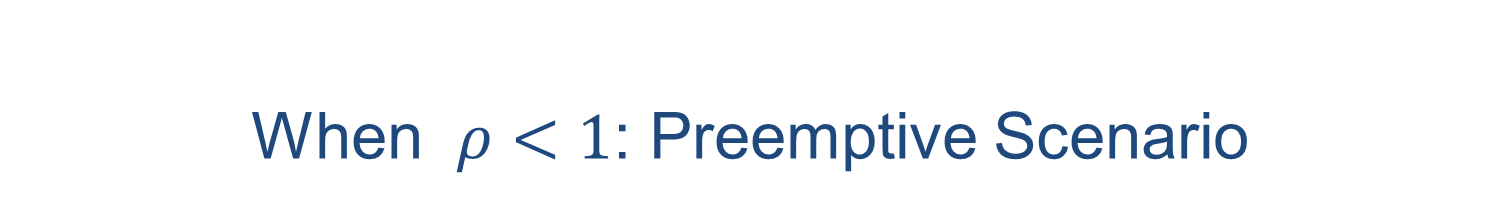 When 𝜌 < 1: Preemptive Scenario